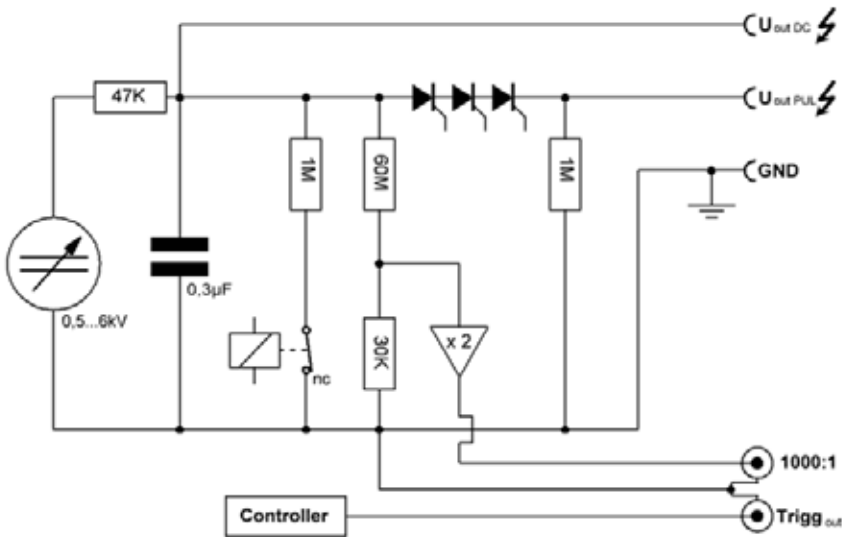 U out DC
47K
U out PUL
1M
60M
1M
GND
0,3µF
0,5...6kV
30K
x 2
nc
1000:1
Controller
Trigg out